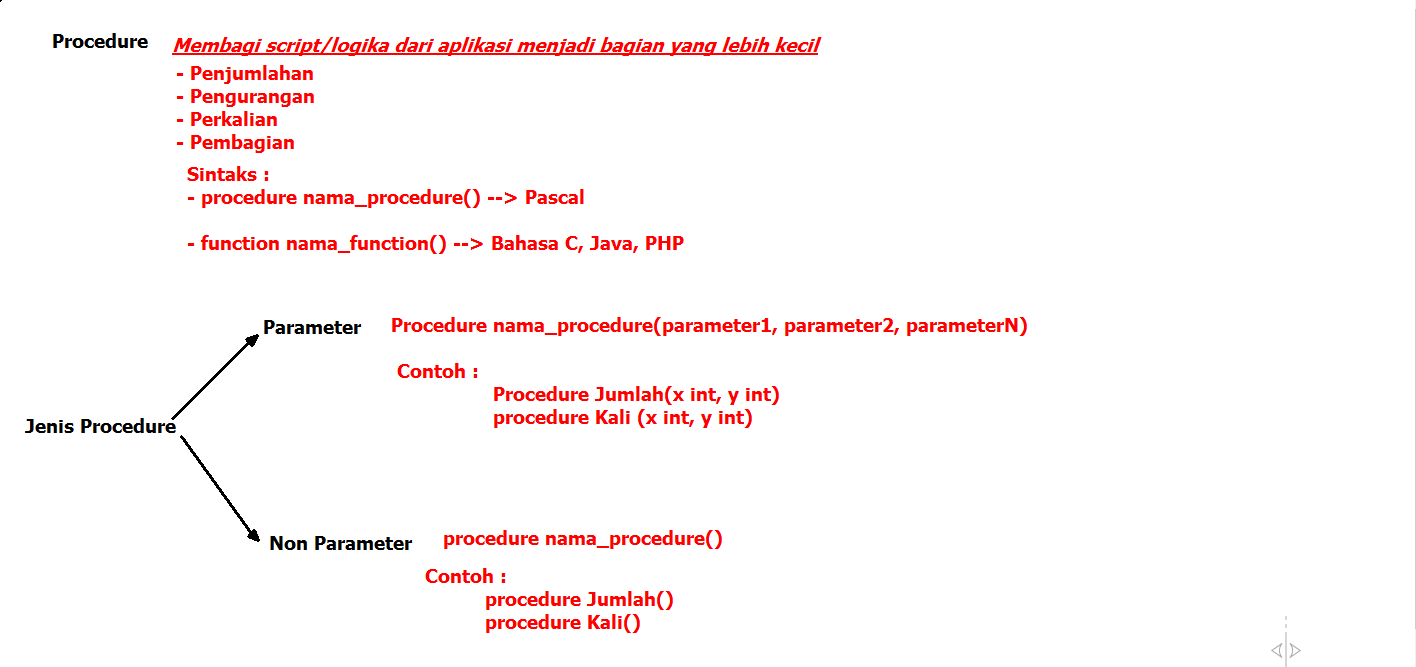 Procedure Membagi script/logika dari aplikasi menjadi bagian yang lebih kecil
- Penjumlahan
- Pengurangan
- Perkalian
- Pembagian
Sintaks :
- procedure nama_procedure() --> Pascal
- function nama_function() --> Bahasa C, Java, PHP
Parameter Procedure nama_procedure(parameter1, parameter2, parameterN)
Contoh :
Procedure Jumlah(x int, y int)
procedure Kali (x int, y int)
Jenis Procedure
Non Parameter procedure nama_procedure()
Contoh :
procedure Jumlah()
procedure Kali()